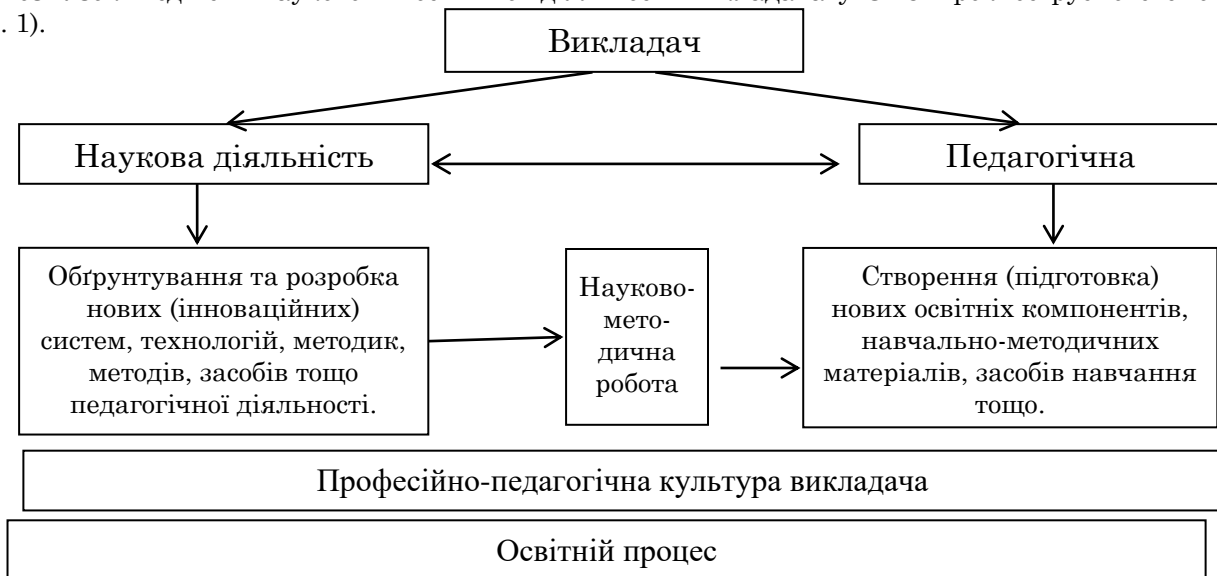 . 1).
Викладач
Наукова діяльність
Педагогічна
Обґрунтування та розробка
нових (інноваційних)
систем, технологій, методик,
методів, засобів тощо
педагогічної діяльності.
Науково-
мето-
дична
робота
Створення (підготовка)
нових освітніх компонентів,
навчально-методичних
матеріалів, засобів навчання
тощо.
Професійно-педагогічна культура викладача
Освітній процес